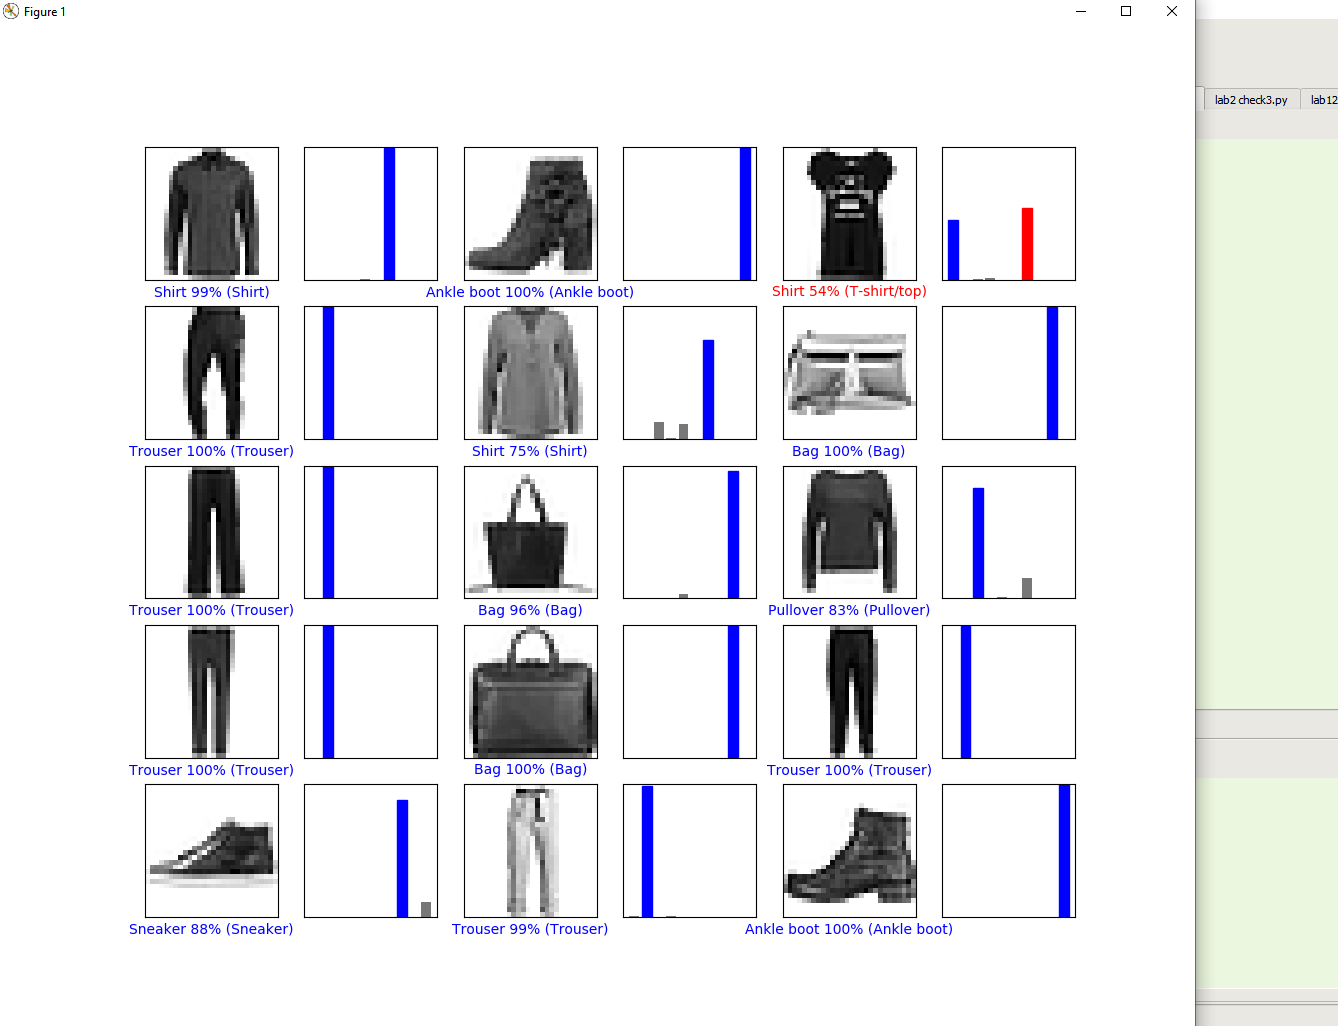 Figure 1
lab2 check3.py
lab12
Shirt 99% (Shirt)
Ankle boot 100% (Ankle boot)
Shirt 54% (T-shirt/top)
Trouser 100% (Trouser)
Shirt 75% (Shirt)
Bag 100% (Bag)
Trouser 100% (Trouser)
Bag 96% (Bag)
Pullover 83% (Pullover)
Trouser 100% (Trouser)
Bag 100% (Bag)
Trouser 100% (Trouser)
Sneaker 88% (Sneaker)
Trouser 99% (Trouser)
Ankle boot 100% (Ankle boot)